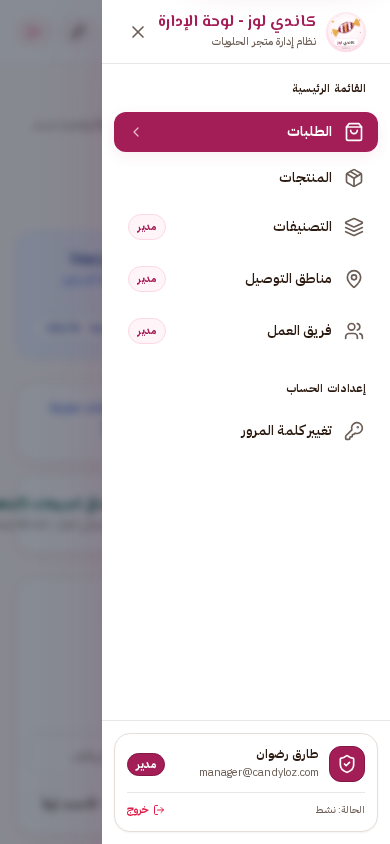 كاندي لوز - لوحة الإدارة
نظام إدارة متجر الحلويات
القائمة الرئيسية
الطلبات
المنتجات
التصنيفات
مدير
مناطق التوصيل
مدير
فريق العمل
مدير
إعدادات الحساب
تغيير كلمة المرور
طارق رضوان
manager@candyloz.com
مدير
الحالة: نشط
خروج